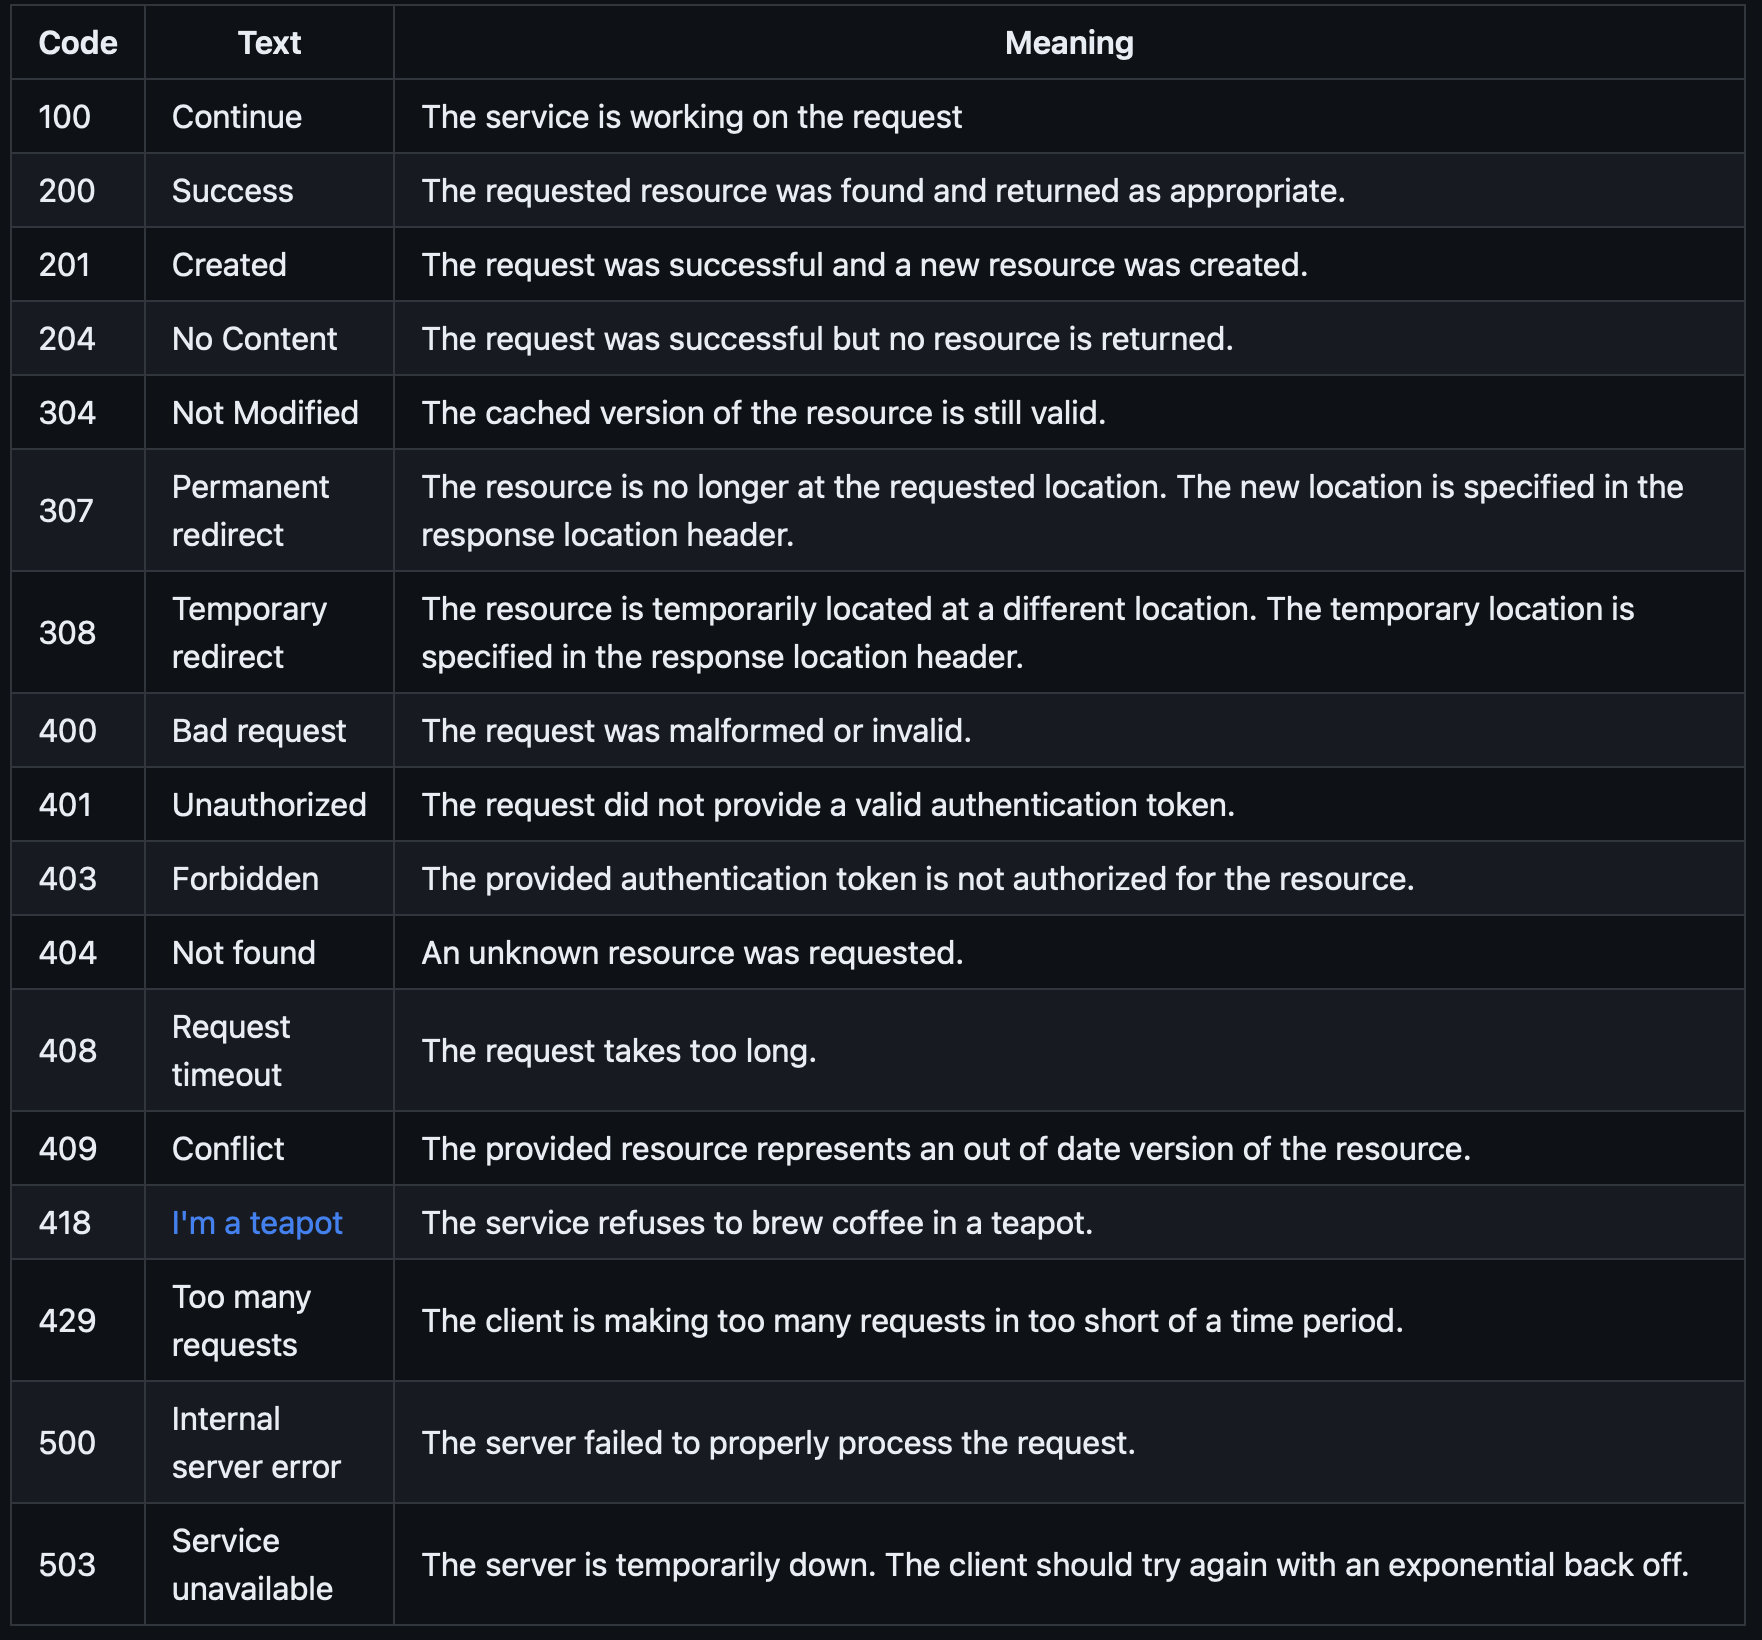 Code Text Meaning
100 Continue The service is working on the request
200 Success The requested resource was found and returned as appropriate.
201 Created The request was successful and a new resource was created.
204 No Content The request was successful but no resource is returned.
304 Not Modified The cached version of the resource is still valid.
307 Permanent redirect The resource is no longer at the requested location. The new location is specified in the
response location header.
308 Temporary redirect The resource is temporarily located at a different location. The temporary location is
specified in the response location header.
400 Bad request The request was malformed or invalid.
401 Unauthorized The request did not provide a valid authentication token.
403 Forbidden The provided authentication token is not authorized for the resource.
404 Not found An unknown resource was requested.
408 Request timeout The request takes too long.
409 Conflict The provided resource represents an out of date version of the resource.
418 I'm a teapot The service refuses to brew coffee in a teapot.
429 Too many requests The client is making too many requests in too short of a time period.
500 Internal server error The server failed to properly process the request.
503 Service unavailable The server is temporarily down. The client should try again with an exponential back off.